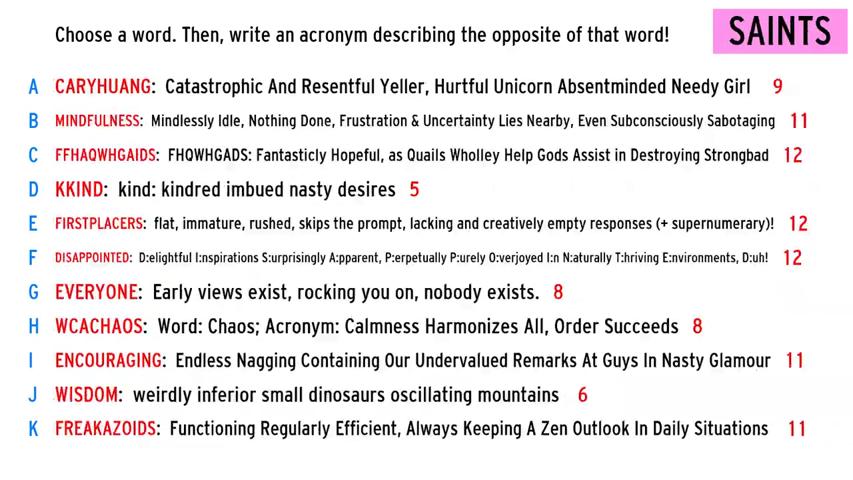 Choose a word. Then, write an acronym describing the opposite of that word!
SAINTS
A CARYHUANG: Catastrophic And Resentful Yeller, Hurtful Unicorn Absentminded Needy Girl 9
B MINDFULNESS: Mindlessly Idle, Nothing Done, Frustration & Uncertainty Lies Nearby, Even Subconsciously Sabotaging 11
C FFHAQWHGAIDS: FHQWHGADS: Fantasticly Hopeful, as Quails Wholley Help Gods Assist in Destroying Strongbad 12
D KKIND: kind: kindred imbued nasty desires 5
E FIRSTPLACERS: flat, immature, rushed, skips the prompt, lacking and creatively empty responses (+ supernumerary)! 12
F DISAPPOINTED: D:elightful I:nspirations S:urprisingly A:pparent, P:erpetually P:urely O:verjoyed I:n N:aturally T:hriving E:nvironments, D:uh! 12
G EVERYONE: Early views exist, rocking you on, nobody exists. 8
H WCACHAOS: Word: Chaos; Acronym: Calmness Harmonizes All, Order Succeeds 8
I ENCOURAGING: Endless Nagging Containing Our Undervalued Remarks At Guys In Nasty Glamour 11
J WISDOM: weirdly inferior small dinosaurs oscillating mountains 6
K FREAKAZOIDS: Functioning Regularly Efficient, Always Keeping A Zen Outlook In Daily Situations 11